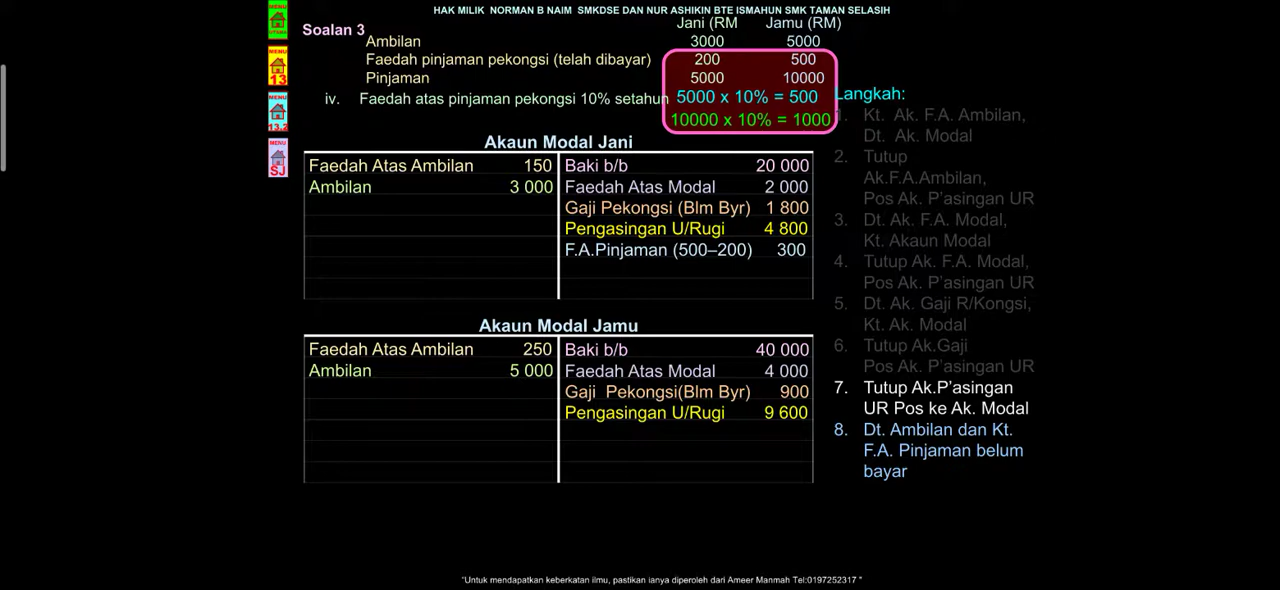 HAK MILIK NORMAN B NAIM SMKDSE DAN NUR ASHIKIN BTE ISMAHUN SMK TAMAN SELASIH
MENU
UTAMA
MENU
13
MENU
13.2
MENU
SJ
Soalan 3
Jani (RM Jamu (RM)
Ambilan 3000 5000
Faedah pinjaman pekongsi (telah dibayar) 200 500
Pinjaman 5000 10000
iv. Faedah atas pinjaman pekongsi 10% setahun 5000 x 10% = 500
10000 x 10% = 1000
Akaun Modal Jani
Faedah Atas Ambilan 150 Baki b/b 20 000
Ambilan 3 000 Faedah Atas Modal 2 000
Gaji Pekongsi (Blm Byr) 1 800
Pengasingan U/Rugi 4 800
F.A.Pinjaman (500–200) 300
Akaun Modal Jamu
Faedah Atas Ambilan 250 Baki b/b 40 000
Ambilan 5 000 Faedah Atas Modal 4 000
Gaji Pekongsi(Blm Byr) 900
Pengasingan U/Rugi 9 600
Langkah:
1. Kt. Ak. F.A. Ambilan,
Dt. Ak. Modal
2. Tutup
Ak.F.A.Ambilan,
Pos Ak. P'asingan UR
3. Dt. Ak. F.A. Modal,
Kt. Akaun Modal
4. Tutup Ak. F.A. Modal,
Pos Ak. P'asingan UR
5. Dt. Ak. Gaji R/Kongsi,
Kt. Ak. Modal
6. Tutup Ak.Gaji
Pos Ak. P'asingan UR
7. Tutup Ak.P'asingan
UR Pos ke Ak. Modal
8. Dt. Ambilan dan Kt.
F.A. Pinjaman belum
bayar
"Untuk mendapatkan keberkatan ilmu, pastikan ianya diperoleh dari Ameer Manmah Tel:0197252317 "